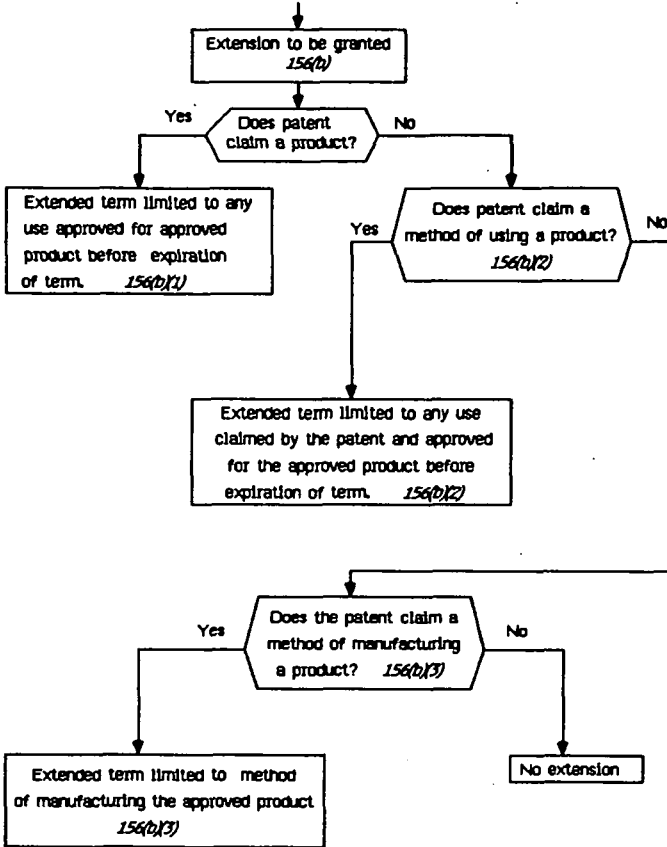 Extension to be granted
156(b)
Yes
Does patent
claim a product?
No
Extended term limited to any
use approved for approved
product before expiration
of term. 156(b)(1)
Yes
Does patent claim a
method of using a product?
156(b)(2)
No
Extended term limited to any use
claimed by the patent and approved
for the approved product before
expiration of term. 156(b)(2)
Yes
Does the patent claim a
method of manufacturing
a product? 156(b)(3)
No
Extended term limited to method
of manufacturing the approved product
156(b)(3)
No extension